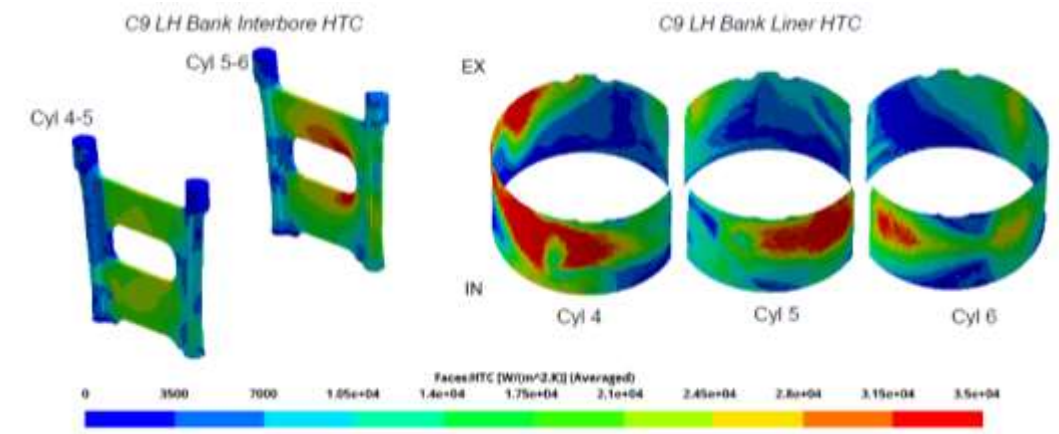 C9 LH Bank Interbore HTC
C9 LH Bank Liner HTC
Cyl 5-6
EX
Cyl 4-5
IN
Cyl 4
Cyl 5
Cyl 6
Faces:HTC [W/(m^2.K)] (Averaged)
0 3500 7000 1.05e+04 1.4e+04 1.75e+04 2.1e+04 2.45e+04 2.8e+04 3.15e+04 3.5e+04